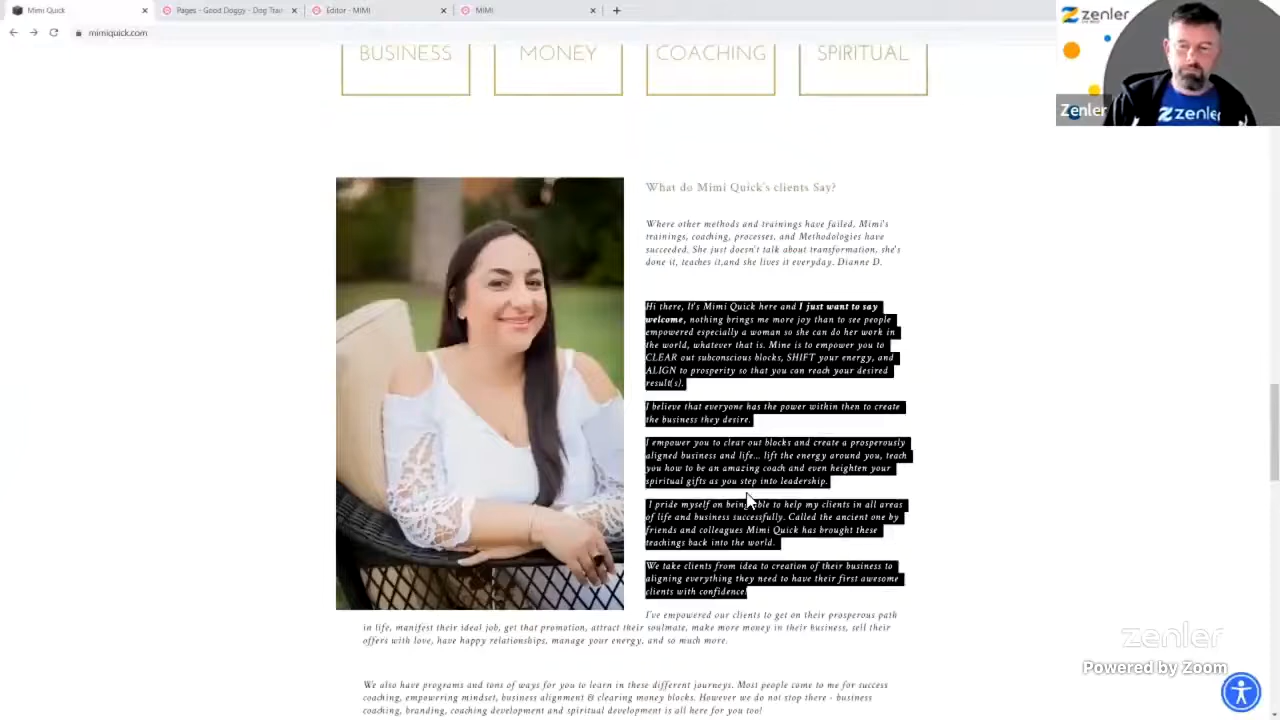 Mimi Quick
Pages - Good Doggy - Dog Trai
Editor - MIMI
MIMI
mimiquick.com
zenler
Zenler
zenler
BUSINESS
MONEY
COACHING
SPIRITUAL
What do Mimi Quick's clients Say?
Where other methods and trainings have failed, Mimi's
trainings, coaching, processes, and Methodologies have
succeeded. She just doesn't talk about transformation, she's
done it, teaches it,and she lives it everyday. Dianne D.
Hi there, It's Mimi Quick here and I just want to say
welcome, nothing brings me more joy than to see people
empowered especially a woman so she can do her work in
the world, whatever that is. Mine is to empower you to
CLEAR out subconscious blocks, SHIFT your energy, and
ALIGN to prosperity so that you can reach your desired
result(s).
I believe that everyone has the power within then to create
the business they desire.
I empower you to clear out blocks and create a prosperously
aligned business and life... lift the energy around you, teach
you how to be an amazing coach and even heighten your
spiritual gifts as you step into leadership.
I pride myself on being able to help my clients in all areas
of life and business successfully. Called the ancient one by
friends and colleagues Mimi Quick has brought these
teachings back into the world.
We take clients from idea to creation of their business to
aligning everything they need to have their first awesome
clients with confidence!
I've empowered our clients to get on their prosperous path
in life, manifest their ideal job, get that promotion, attract their soulmate, make more money in their business, sell their
offers with love, have happy relationships, manage your energy, and so much more.
We also have programs and tons of ways for you to learn in these different journeys. Most people come to me for success
coaching, empowering mindset, business alignment & clearing money blocks. However we do not stop there - business
coaching, branding, coaching development and spiritual development is all here for you too!
zenler
Powered by Zoom